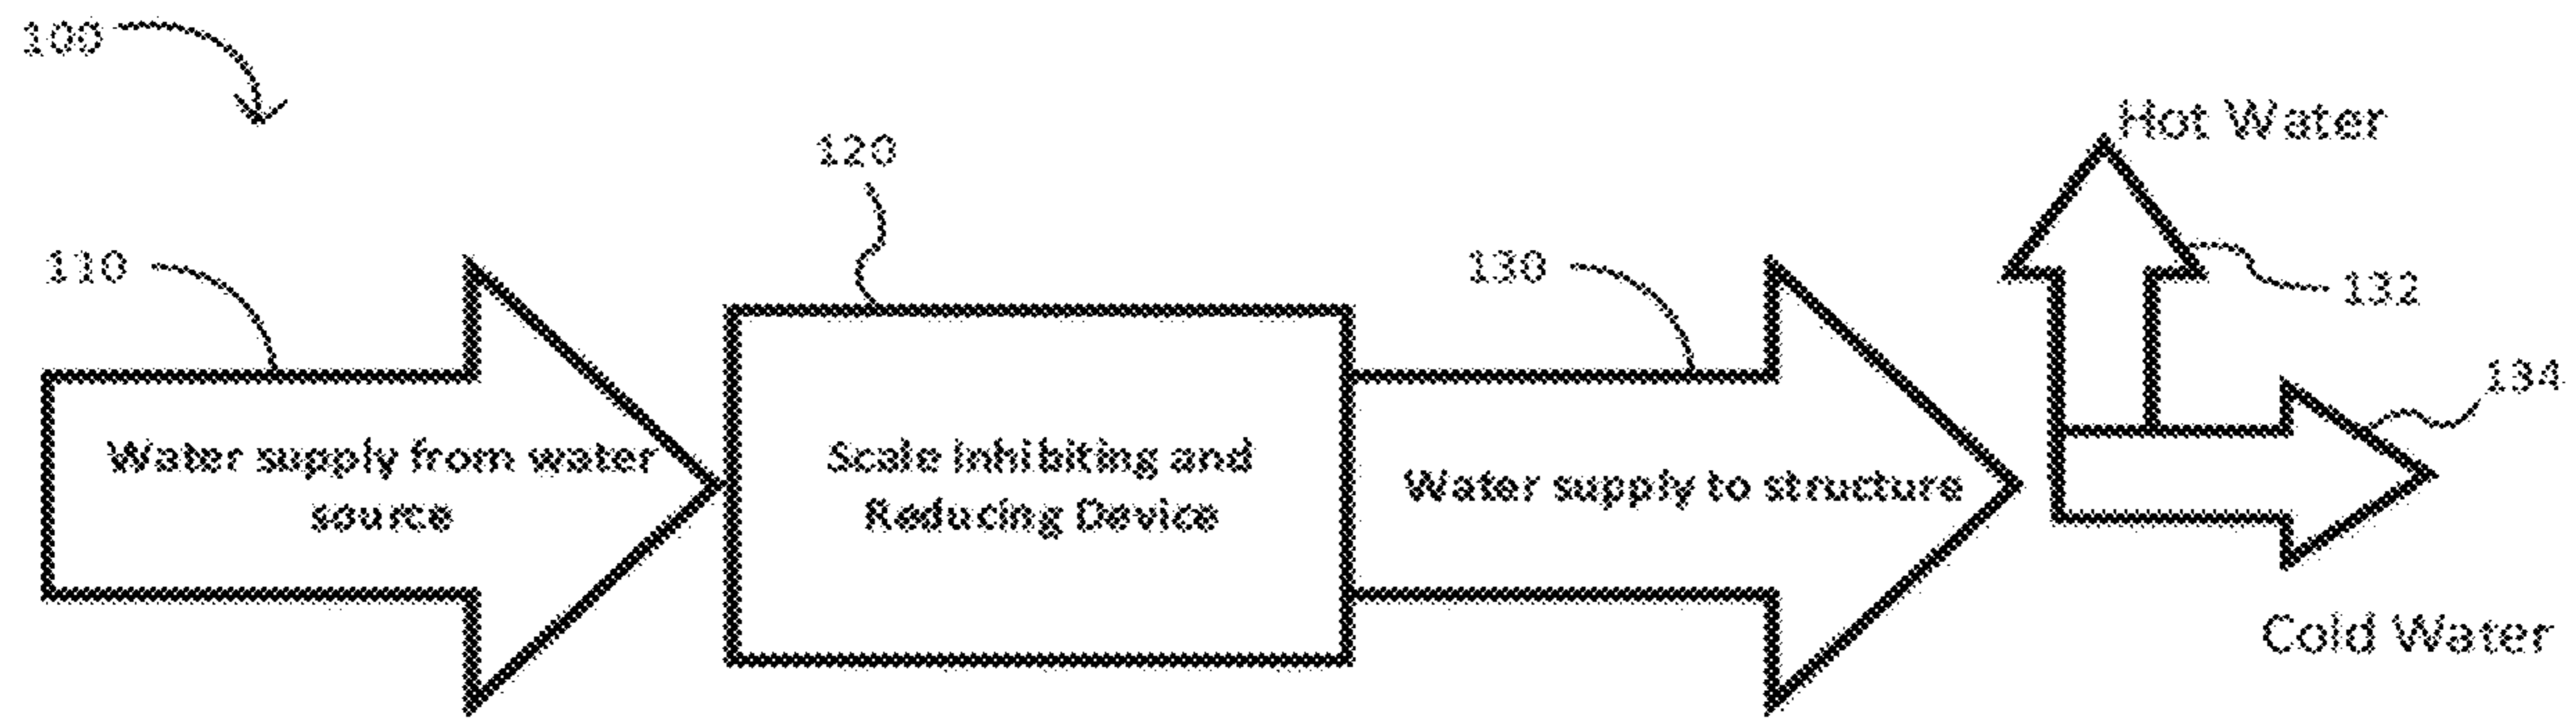 100
Hot Water
120
110
130
132
134
Water supply from water
source
Scale Inhibiting and
Reducing Device
Water supply to structure
Cold Water